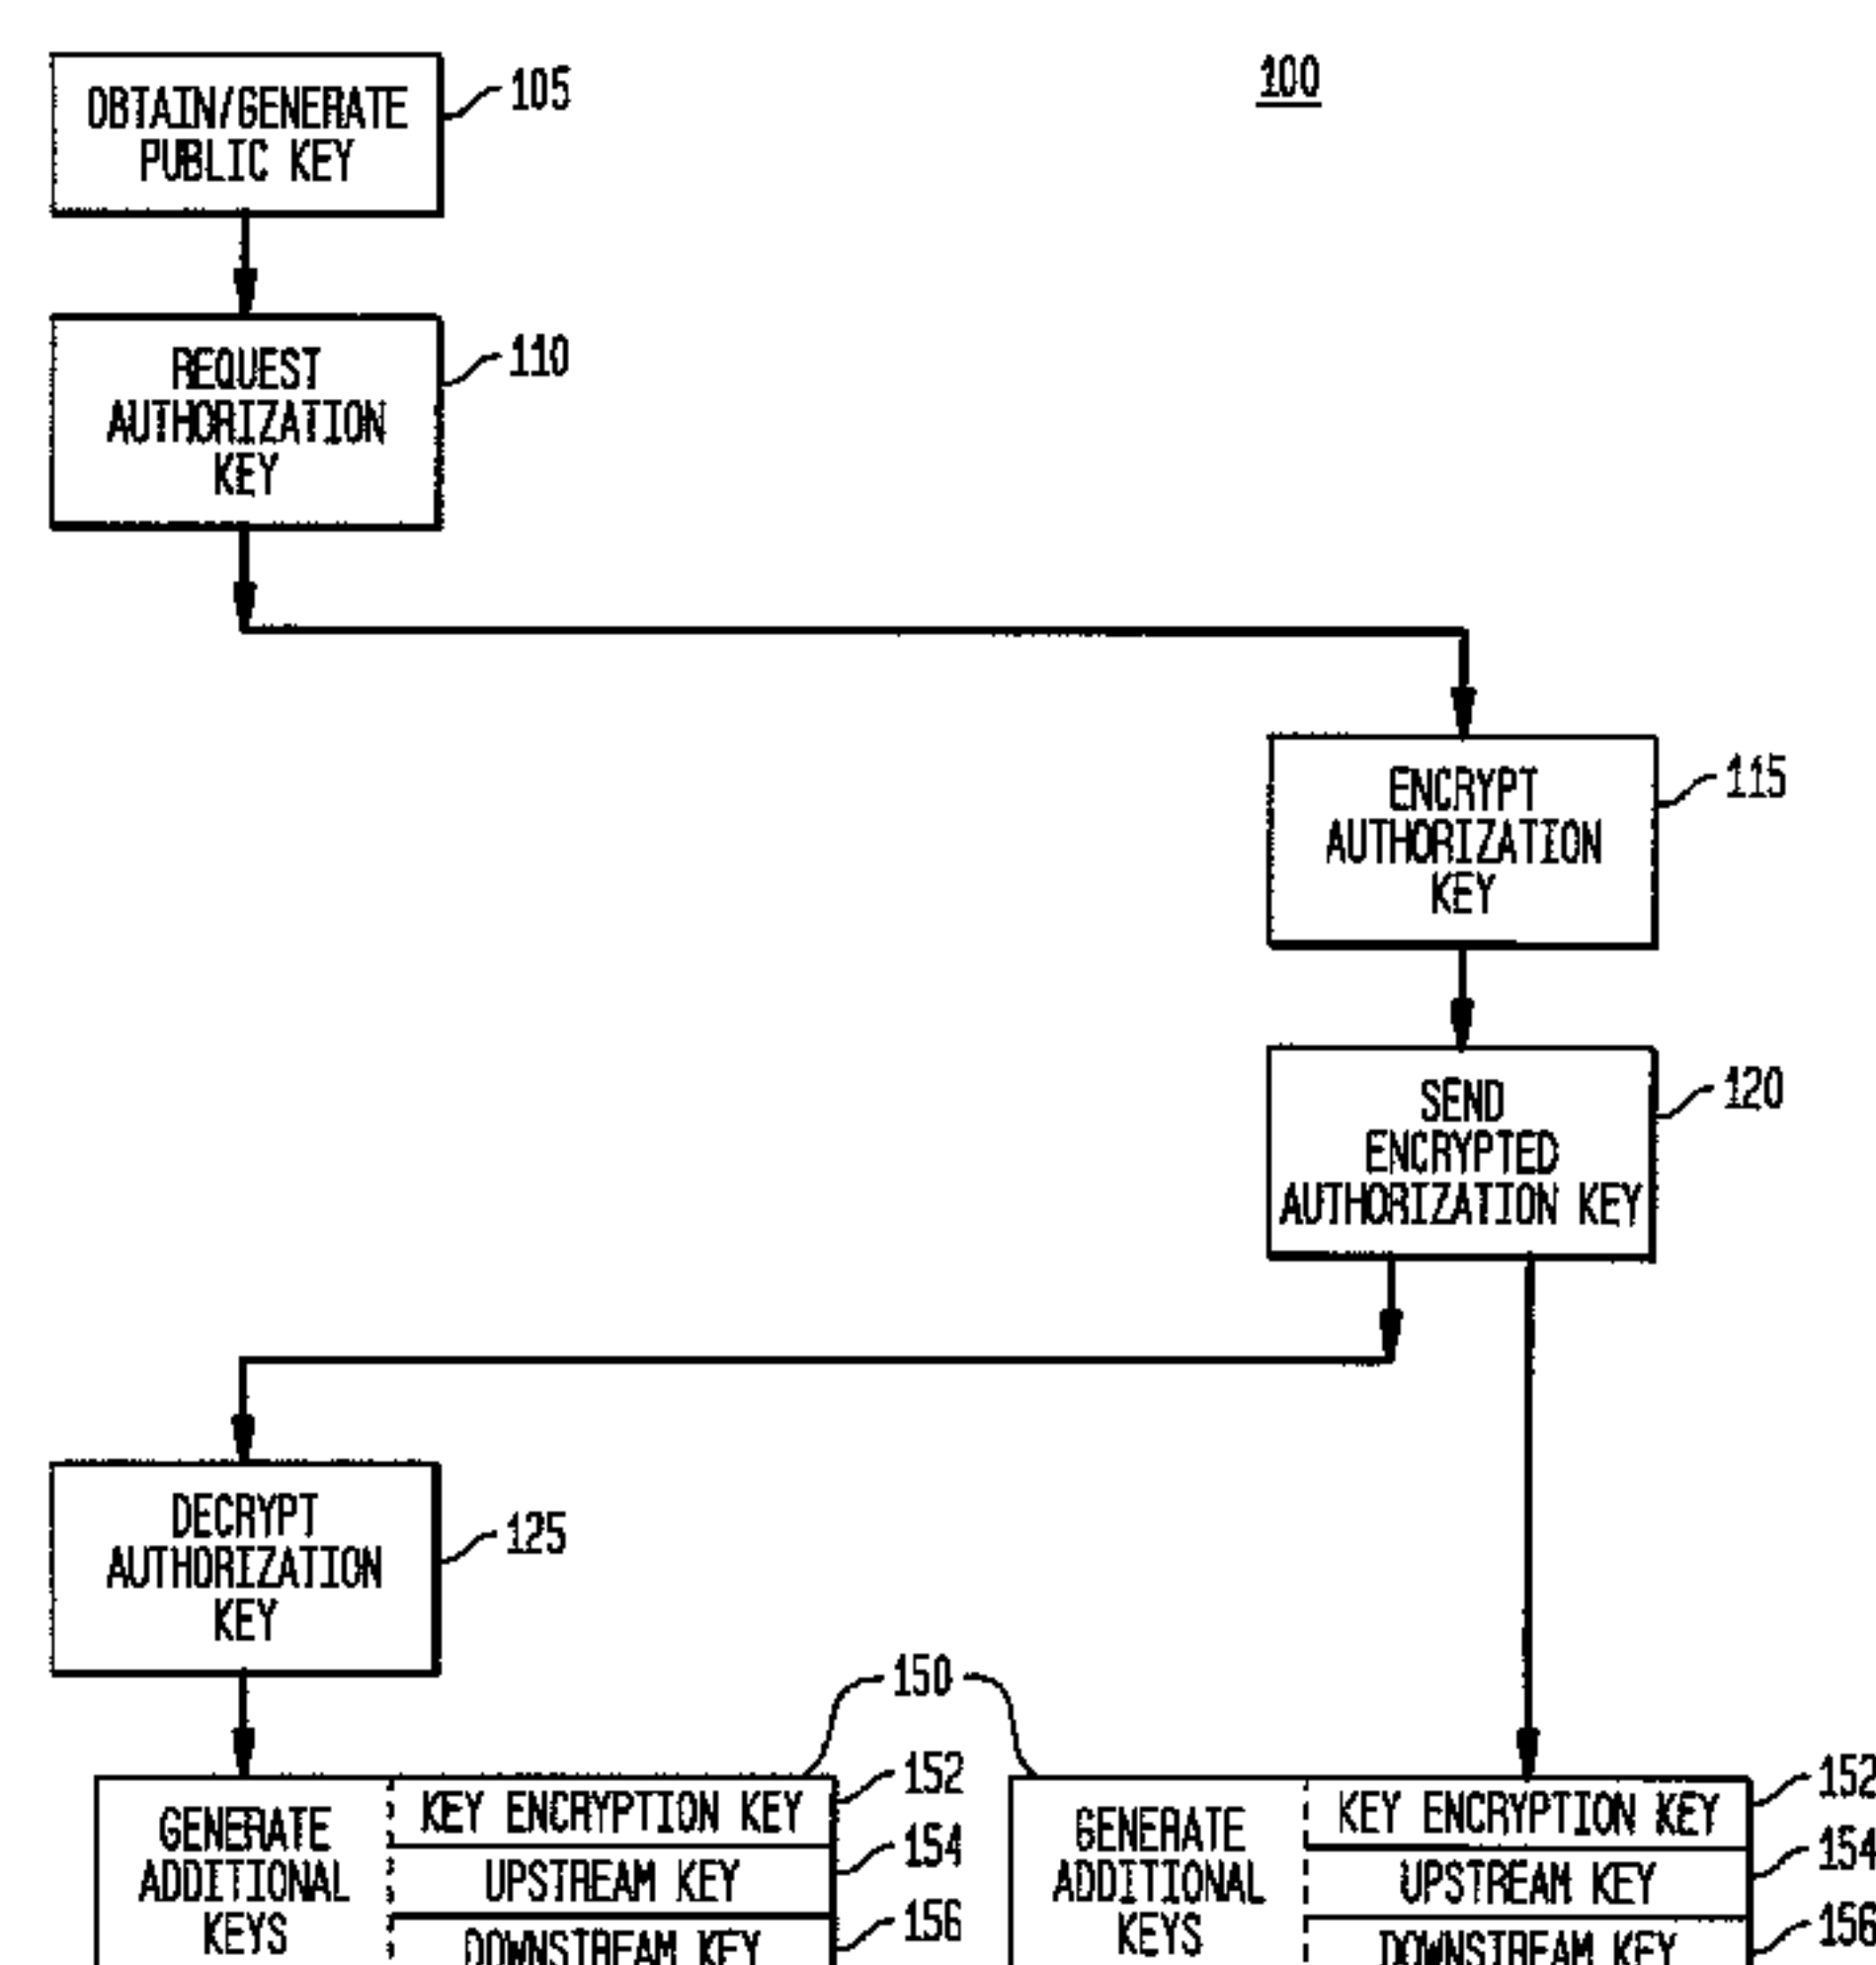 100
OBTAIN/GENERATE
PUBLIC KEY
105
REQUEST
AUTHORIZATION
KEY
110
ENCRYPT
AUTHORIZATION
KEY
115
SEND
ENCRYPTED
AUTHORIZATION KEY
120
DECRYPT
AUTHORIZATION
KEY
125
150
GENERATE
ADDITIONAL
KEYS
KEY ENCRYPTION KEY
152
UPSTREAM KEY
154
DOWNSTREAM KEY
156
GENERATE
ADDITIONAL
KEYS
KEY ENCRYPTION KEY
152
UPSTREAM KEY
154
DOWNSTREAM KEY
156